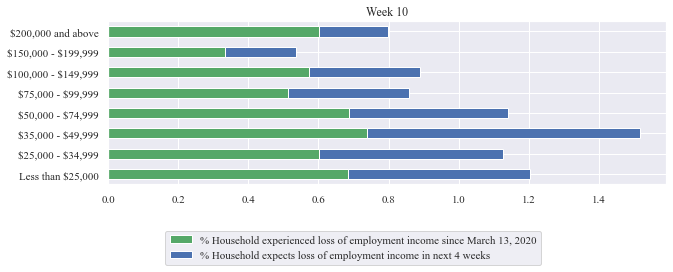 Week 10
$200,000 and above
$150,000 - $199,999
$100,000 - $149,999
$75,000 - $99,999
$50,000 - $74,999
$35,000 - $49,999
$25,000 - $34,999
Less than $25,000
0.0 0.2 0.4 0.6 0.8 1.0 1.2 1.4
% Household experienced loss of employment income since March 13, 2020
% Household expects loss of employment income in next 4 weeks